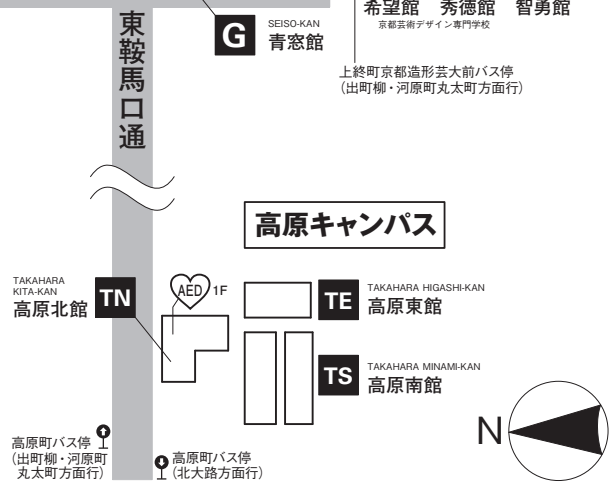 希望館 秀徳館 智勇館
京都芸術デザイン専門学校
G
SEISO-KAN
青窓館
東鞍馬口通
上終町京都造形芸大前バス停
（出町柳・河原町丸太町方面行）
高原キャンパス
TAKAHARA
KITA-KAN
高原北館
TN
AED
1F
TE
TAKAHARA HIGASHI-KAN
高原東館
TS
TAKAHARA MINAMI-KAN
高原南館
N
高原町バス停
（出町柳・河原町
丸太町方面行）
高原町バス停
（北大路方面行）